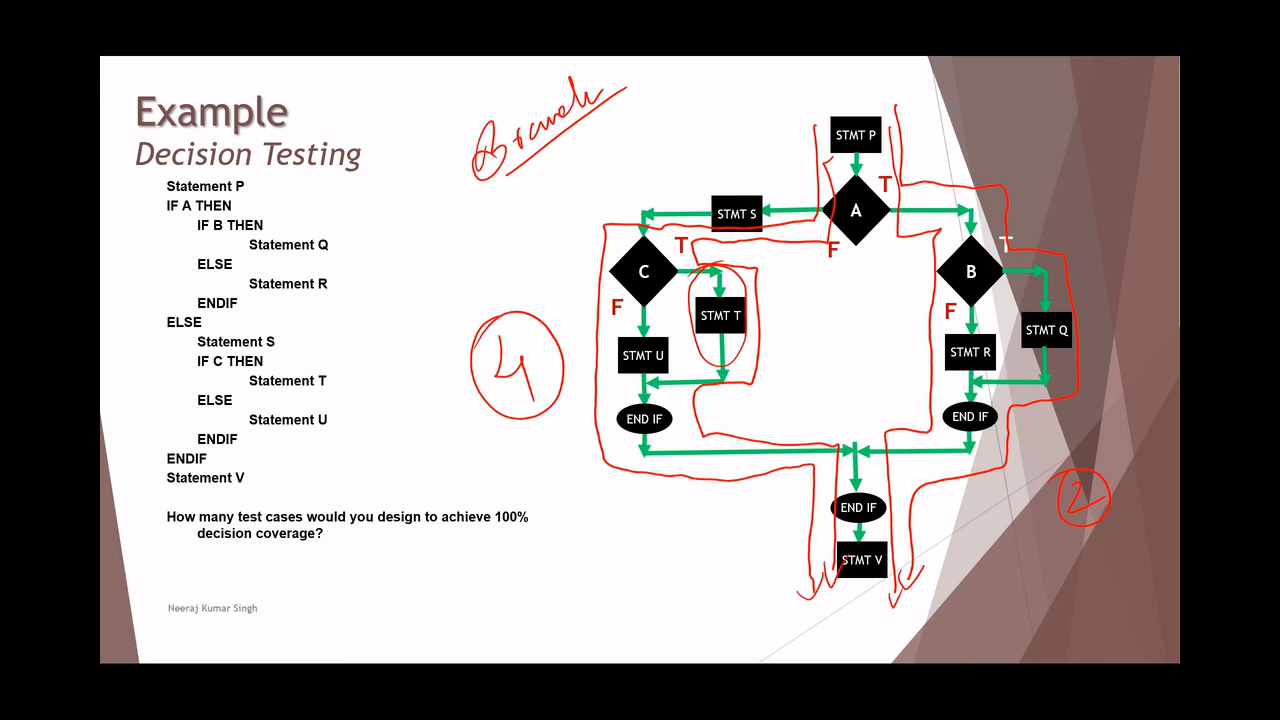 Example
Decision Testing
Statement P
IF A THEN
IF B THEN
Statement Q
ELSE
Statement R
ENDIF
ELSE
Statement S
IF C THEN
Statement T
ELSE
Statement U
ENDIF
ENDIF
Statement V
How many test cases would you design to achieve 100%
decision coverage?
Neeraj Kumar Singh
Branch
4
2
STMT P
A
T
F
STMT S
C
T
F
STMT T
STMT U
END IF
B
T
F
STMT Q
STMT R
END IF
END IF
STMT V